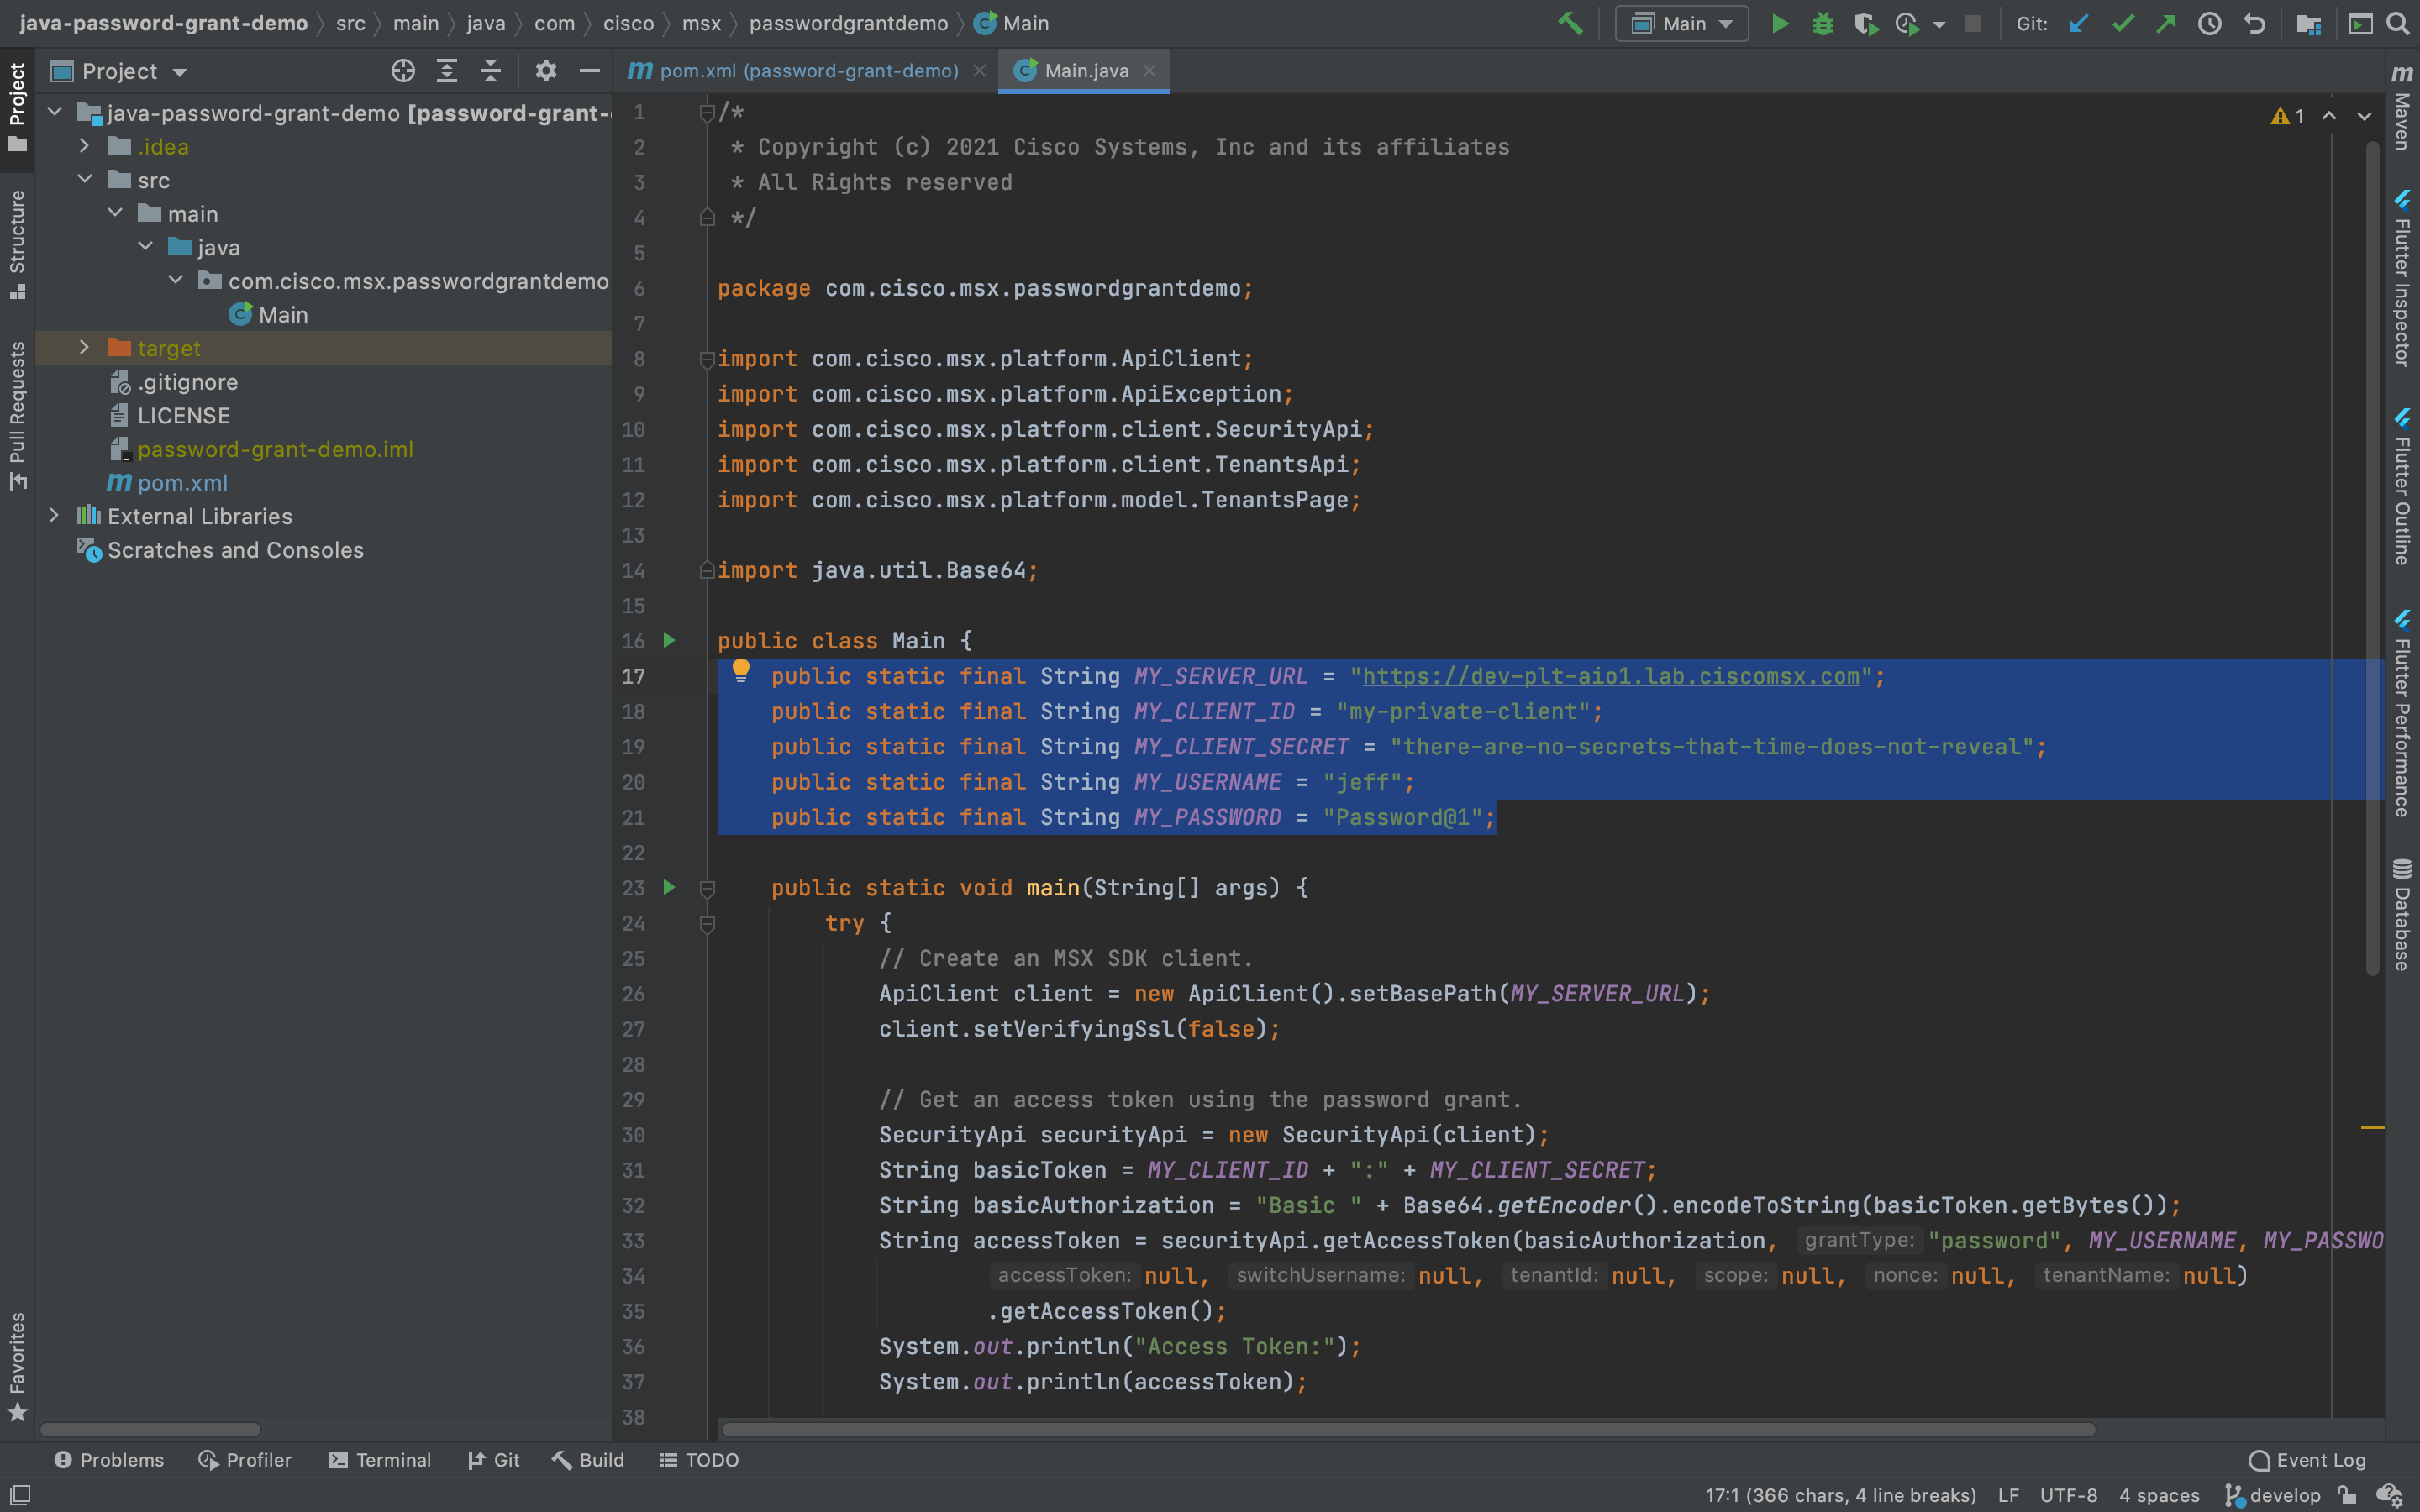 java-password-grant-demo src main java com cisco msx passwordgrantdemo Main
Main
Git:
Project
Structure
Pull Requests
Favorites
Project
java-password-grant-demo [password-grant-
.idea
src
main
java
com.cisco.msx.passwordgrantdemo
Main
target
.gitignore
LICENSE
password-grant-demo.iml
pom.xml
External Libraries
Scratches and Consoles
pom.xml (password-grant-demo)
Main.java
1
1 /*
2 * Copyright (c) 2021 Cisco Systems, Inc and its affiliates
3 * All Rights reserved
4 */
5
6 package com.cisco.msx.passwordgrantdemo;
7
8 import com.cisco.msx.platform.ApiClient;
9 import com.cisco.msx.platform.ApiException;
10 import com.cisco.msx.platform.client.SecurityApi;
11 import com.cisco.msx.platform.client.TenantsApi;
12 import com.cisco.msx.platform.model.TenantsPage;
13
14 import java.util.Base64;
15
16 public class Main {
17 public static final String MY_SERVER_URL = "https://dev-plt-aio1.lab.ciscomsx.com";
18 public static final String MY_CLIENT_ID = "my-private-client";
19 public static final String MY_CLIENT_SECRET = "there-are-no-secrets-that-time-does-not-reveal";
20 public static final String MY_USERNAME = "jeff";
21 public static final String MY_PASSWORD = "Password@1";
22
23 public static void main(String[] args) {
24 try {
25 // Create an MSX SDK client.
26 ApiClient client = new ApiClient().setBasePath(MY_SERVER_URL);
27 client.setVerifyingSsl(false);
28
29 // Get an access token using the password grant.
30 SecurityApi securityApi = new SecurityApi(client);
31 String basicToken = MY_CLIENT_ID + ":" + MY_CLIENT_SECRET;
32 String basicAuthorization = "Basic " + Base64.getEncoder().encodeToString(basicToken.getBytes());
33 String accessToken = securityApi.getAccessToken(basicAuthorization, grantType: "password", MY_USERNAME, MY_PASSWO
34 accessToken: null, switchUsername: null, tenantId: null, scope: null, nonce: null, tenantName: null)
35 .getAccessToken();
36 System.out.println("Access Token:");
37 System.out.println(accessToken);
38
Maven
Flutter Inspector
Flutter Outline
Flutter Performance
Database
Problems Profiler Terminal Git Build TODO Event Log
17:1 (366 chars, 4 line breaks) LF UTF-8 4 spaces develop